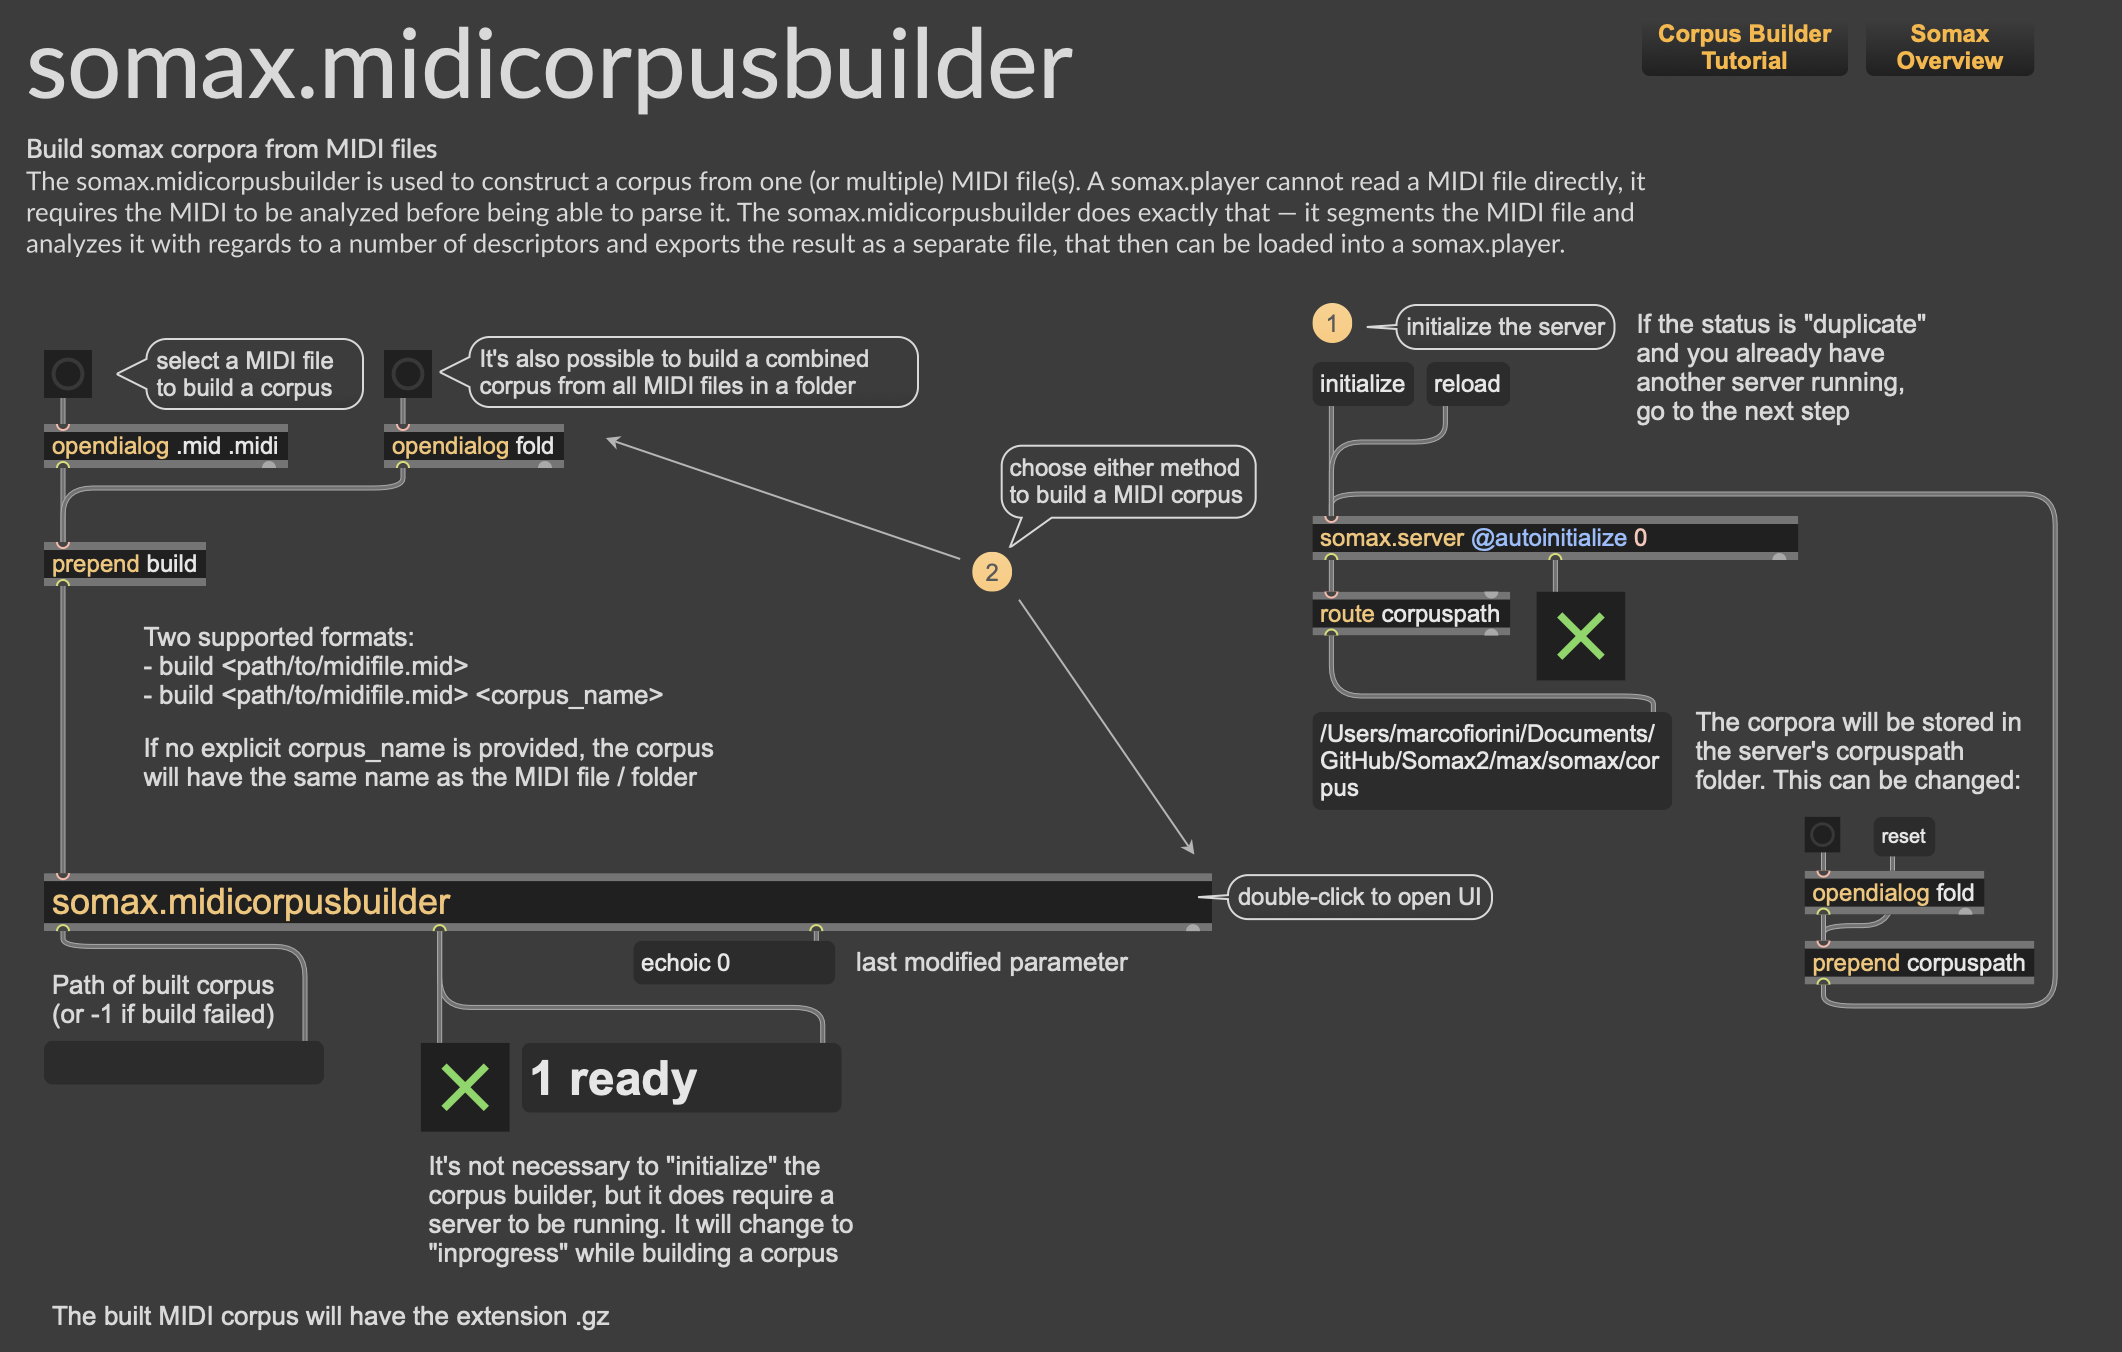 somax.midicorpusbuilder
Corpus Builder
Tutorial
Somax
Overview
Build somax corpora from MIDI files
The somax.midicorpusbuilder is used to construct a corpus from one (or multiple) MIDI file(s). A somax.player cannot read a MIDI file directly, it
requires the MIDI to be analyzed before being able to parse it. The somax.midicorpusbuilder does exactly that — it segments the MIDI file and
analyzes it with regards to a number of descriptors and exports the result as a separate file, that then can be loaded into a somax.player.
select a MIDI file
to build a corpus
It's also possible to build a combined
corpus from all MIDI files in a folder
opendialog .mid .midi
opendialog fold
prepend build
choose either method
to build a MIDI corpus
2
Two supported formats:
- build <path/to/midifile.mid>
- build <path/to/midifile.mid> <corpus_name>
If no explicit corpus_name is provided, the corpus
will have the same name as the MIDI file / folder
1
initialize the server
If the status is "duplicate"
and you already have
another server running,
go to the next step
initialize
reload
somax.server @autoinitialize 0
route corpuspath
/Users/marcofiorini/Documents/
GitHub/Somax2/max/somax/cor
pus
The corpora will be stored in
the server's corpuspath
folder. This can be changed:
reset
opendialog fold
prepend corpuspath
somax.midicorpusbuilder
double-click to open UI
echoic 0
last modified parameter
Path of built corpus
(or -1 if build failed)
1 ready
It's not necessary to "initialize" the
corpus builder, but it does require a
server to be running. It will change to
"inprogress" while building a corpus
The built MIDI corpus will have the extension .gz